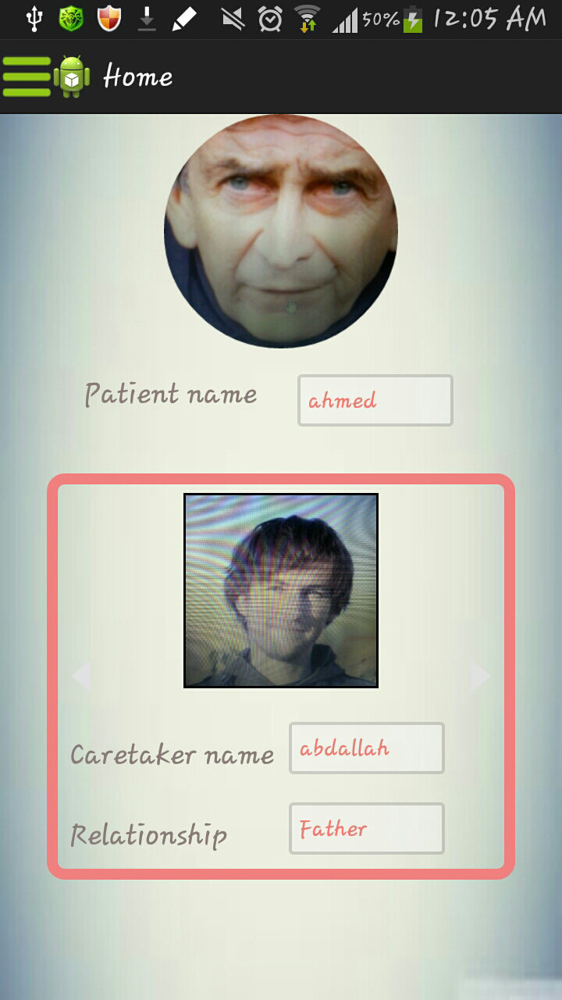 50% 12:05 AM
Home
Patient name ahmed
Caretaker name abdallah
Relationship Father